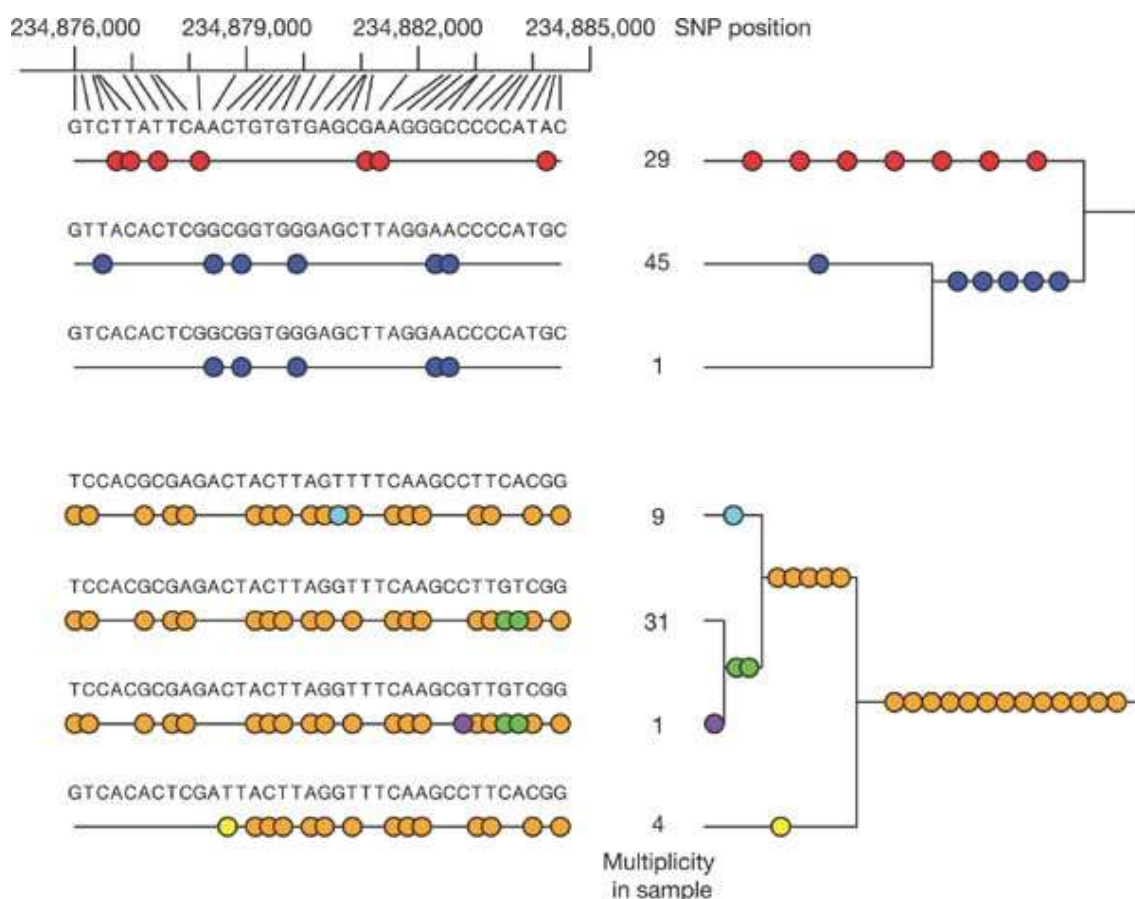 234,876,000 234,879,000 234,882,000 234,885,000 SNP position
GTCTTATTCAACTGTGTGAGCGAAGGGCCCCCATAC
29
GTTACACTCGGCGGTGGGAGCTTAGGAACCCCATGC
45
GTCACACTCGGCGGTGGGAGCTTAGGAACCCCATGC
1
TCCACGCGAGACTACTTAGTTTTCAAGCCTTCACGG
9
TCCACGCGAGACTACTTAGGTTTCAAGCCTTGTCGG
31
TCCACGCGAGACTACTTAGGTTTCAAGCGTTGTCGG
1
GTCACACTCGATTACTTAGGTTTCAAGCCTTCACGG
4
Multiplicity
in sample